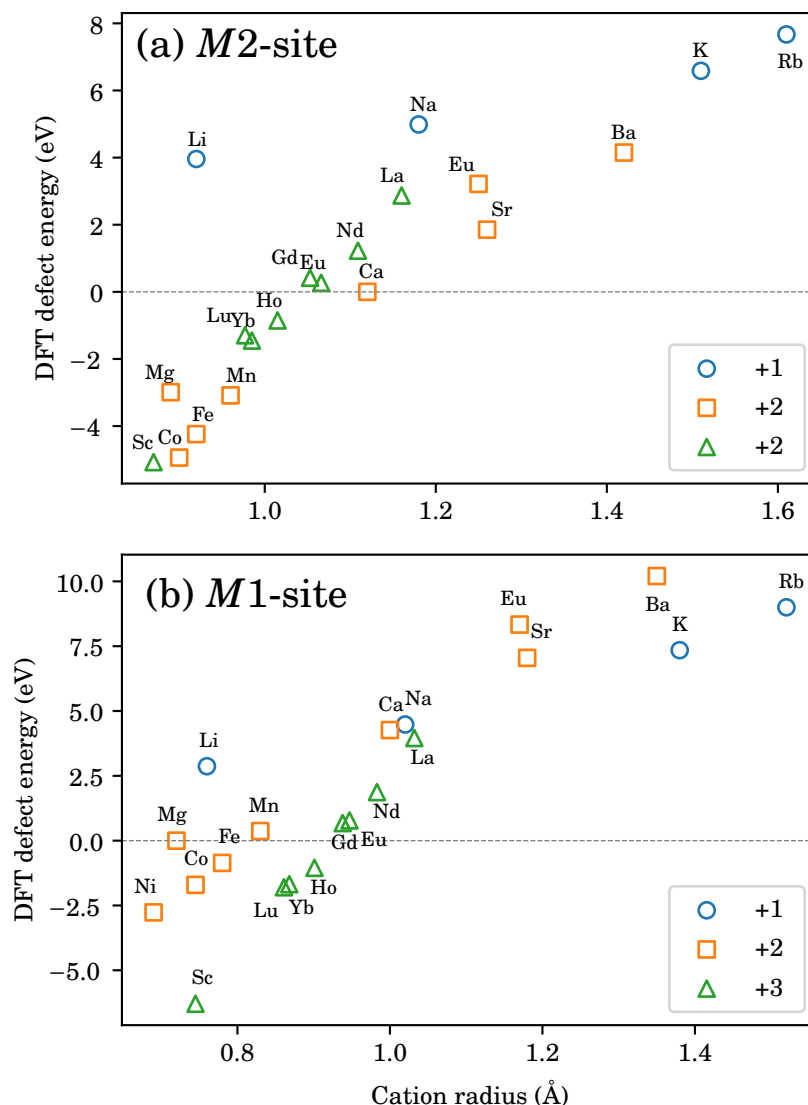 (a) M2-site
DFT defect energy (eV)
8
6
4
2
0
−2
−4
Li
Na
K
Rb
Ba
Eu
Sr
La
Nd
Ca
Gd
Eu
Ho
Lu
Yb
Mg
Mn
Fe
Co
Sc
+1
+2
+2
1.0
1.2
1.4
1.6
(b) M1-site
DFT defect energy (eV)
10.0
7.5
5.0
2.5
0.0
−2.5
−5.0
Rb
Ba
K
Eu
Sr
Ca
Na
La
Li
Mg
Mn
Nd
Fe
Gd
Eu
Co
Ho
Ni
Lu
Yb
Sc
+1
+2
+3
0.8
1.0
1.2
1.4
Cation radius (Å)